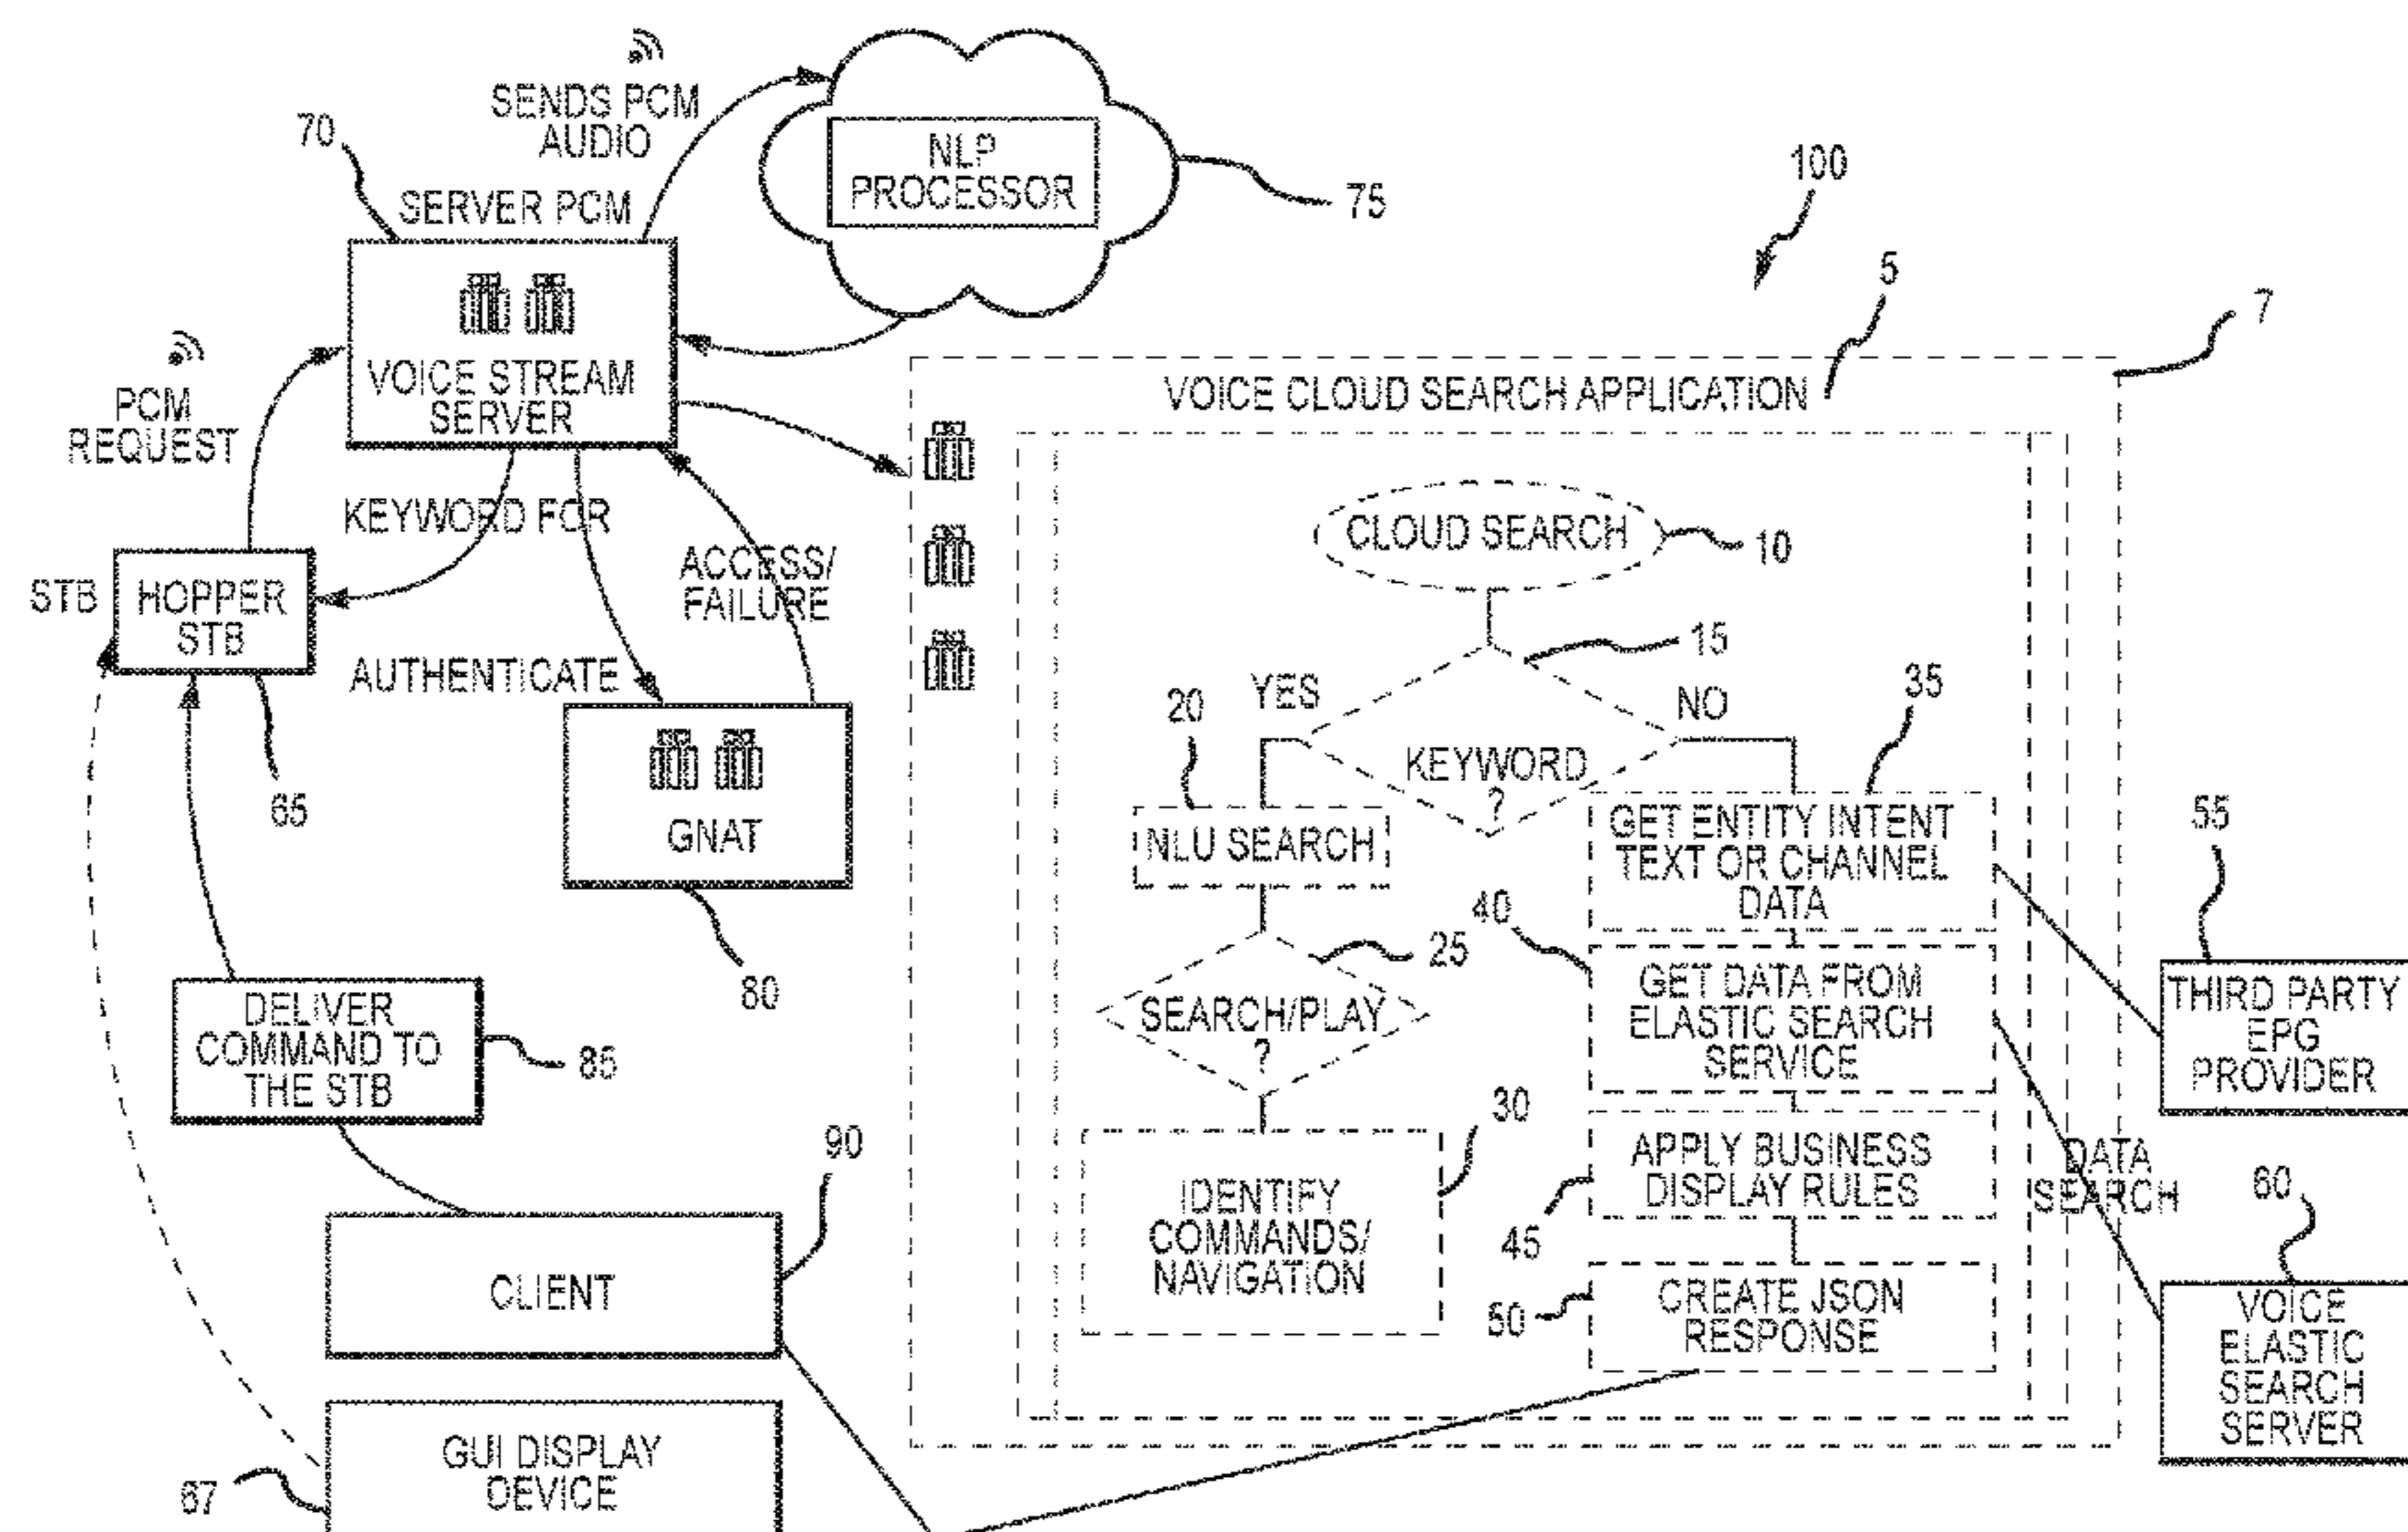 SENDS PCM
AUDIO
70
SERVER PCM
NLP
PROCESSOR
75
100
5
7
VOICE STREAM
SERVER
PCM
REQUEST
VOICE CLOUD SEARCH APPLICATION
KEYWORD FOR
ACCESS/
FAILURE
STB
HOPPER
STB
AUTHENTICATE
65
GNAT
80
CLOUD SEARCH
10
15
YES
NO
20
35
KEYWORD
?
NLU SEARCH
GET ENTITY INTENT
TEXT OR CHANNEL
DATA
25
40
SEARCH/PLAY
?
GET DATA FROM
ELASTIC SEARCH
SERVICE
55
THIRD PARTY
EPG
PROVIDER
DELIVER
COMMAND TO
THE STB
85
30
IDENTIFY
COMMANDS/
NAVIGATION
APPLY BUSINESS
DISPLAY RULES
45
DATA
SEARCH
60
90
CLIENT
50
CREATE JSON
RESPONSE
VOICE
ELASTIC
SEARCH
SERVER
GUI DISPLAY
DEVICE
67